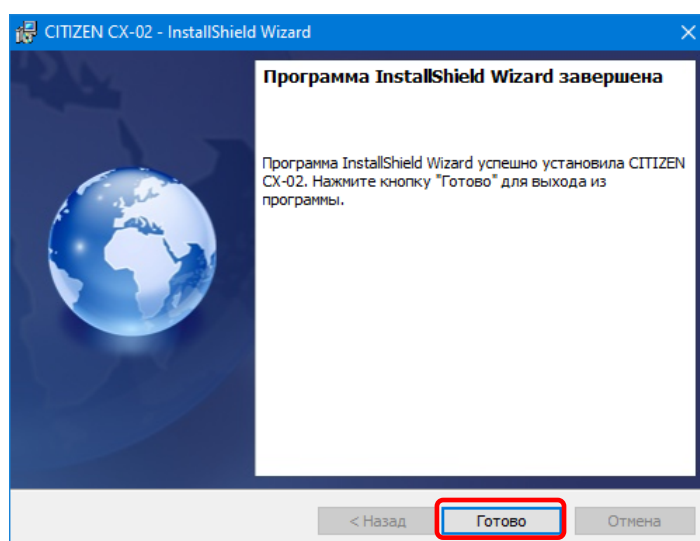 CITIZEN CX-02 - InstallShield Wizard
Программа InstallShield Wizard завершена
Программа InstallShield Wizard успешно установила CITIZEN
CX-02. Нажмите кнопку "Готово" для выхода из
программы.
< Назад
Готово
Отмена